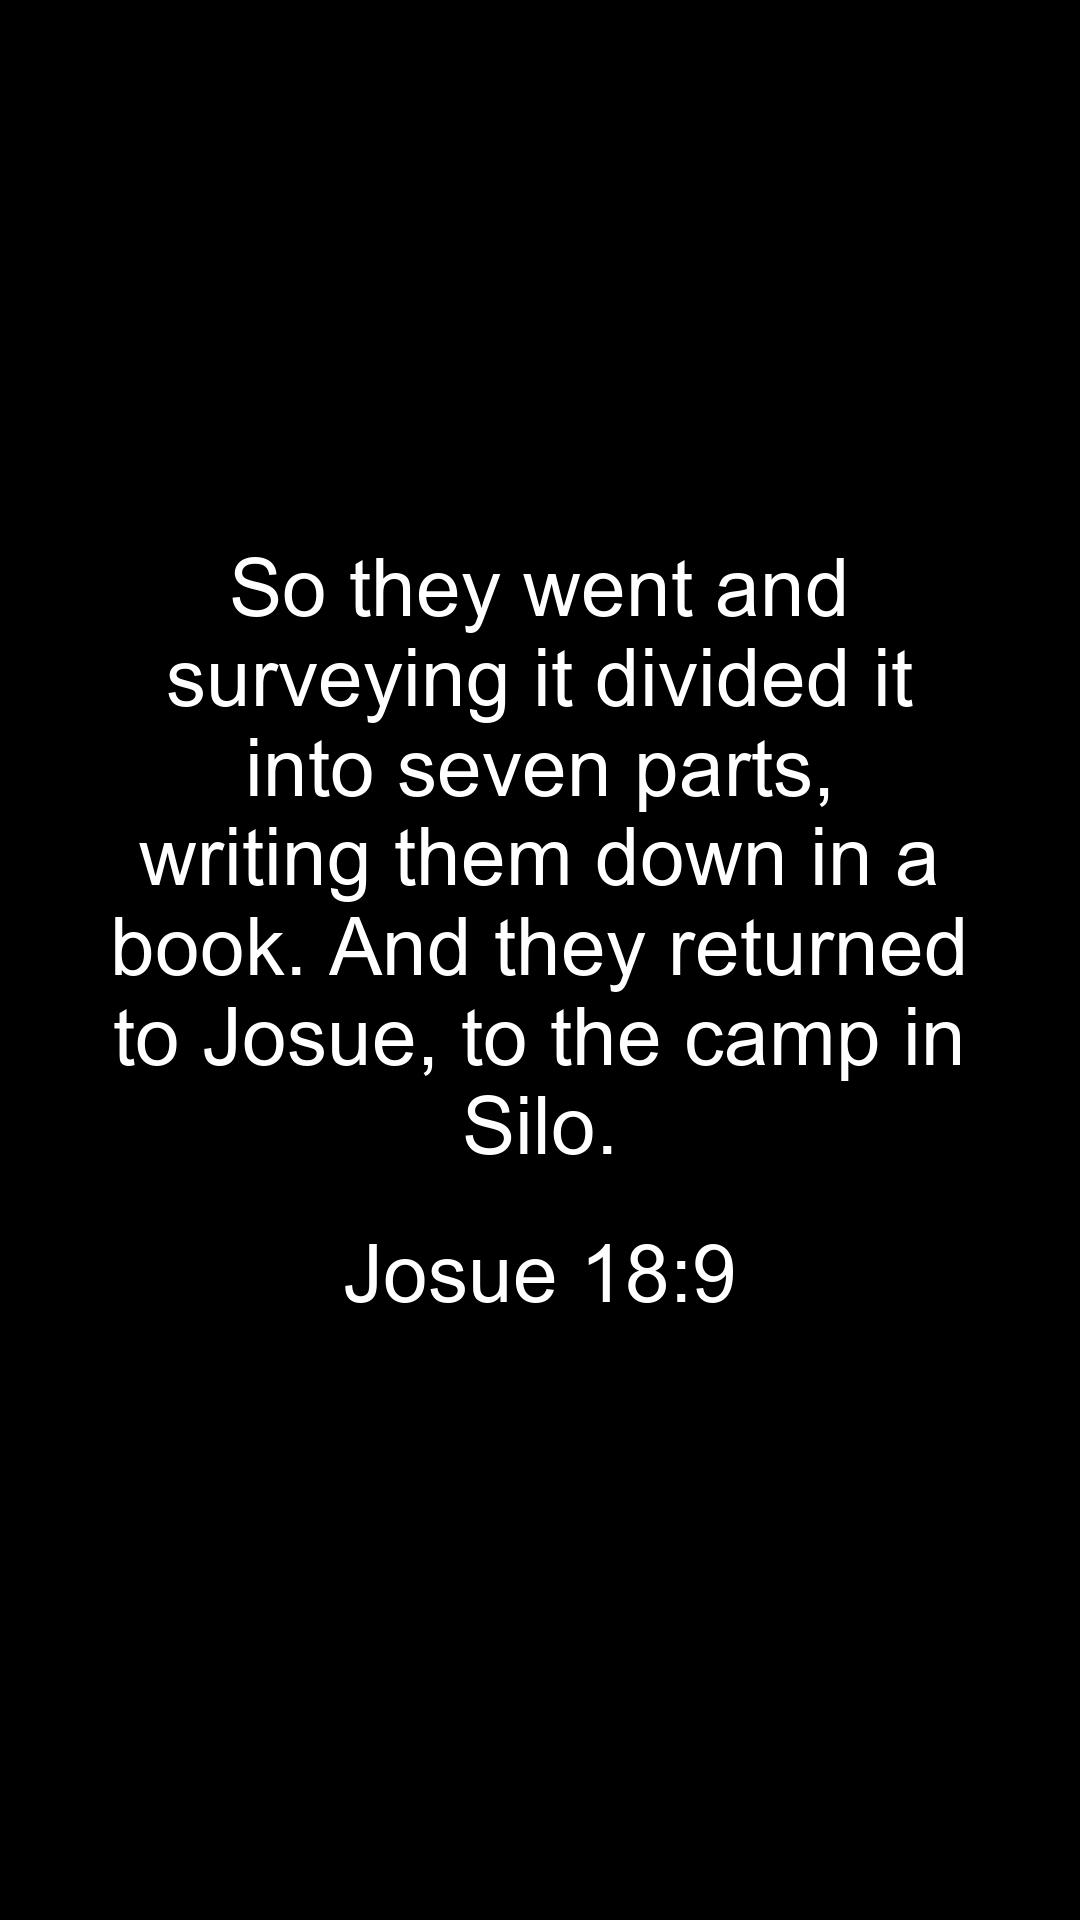 So they went and
surveying it divided it
into seven parts,
writing them down in a
book. And they returned
to Josue, to the camp in
Silo.
Josue 18:9